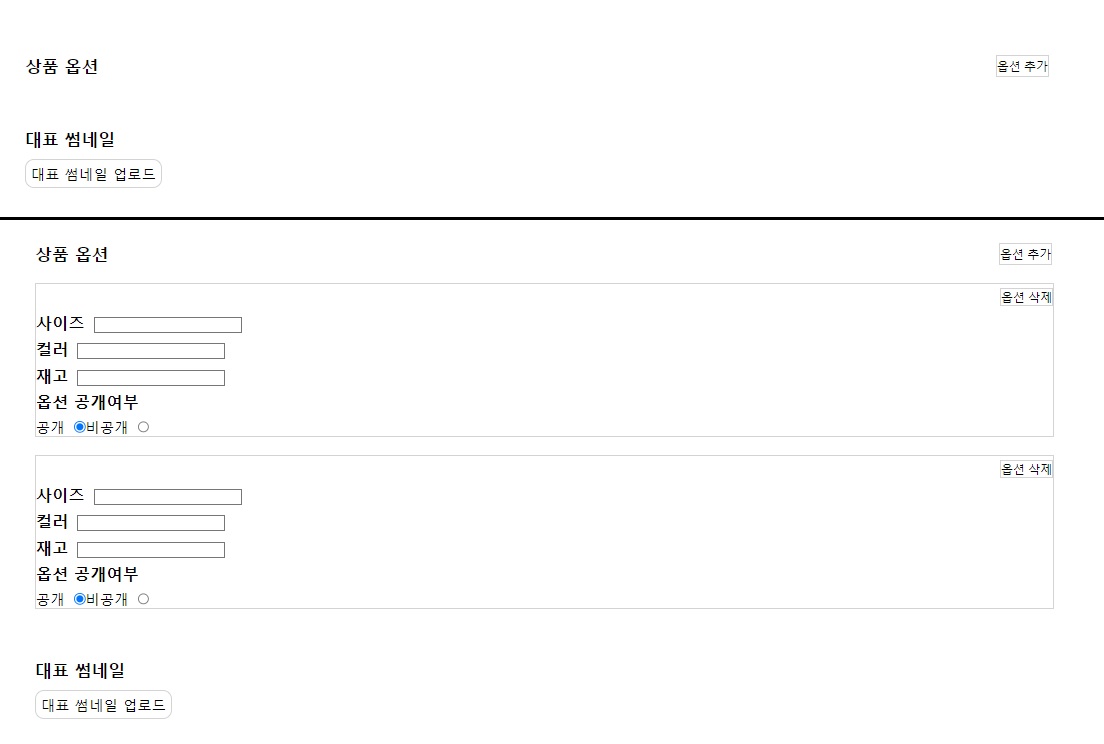 상품 옵션 옵션 추가
대표 썸네일
대표 썸네일 업로드
상품 옵션 옵션 추가
옵션 삭제
사이즈
컬러
재고
옵션 공개여부
공개 비공개
옵션 삭제
사이즈
컬러
재고
옵션 공개여부
공개 비공개
대표 썸네일
대표 썸네일 업로드